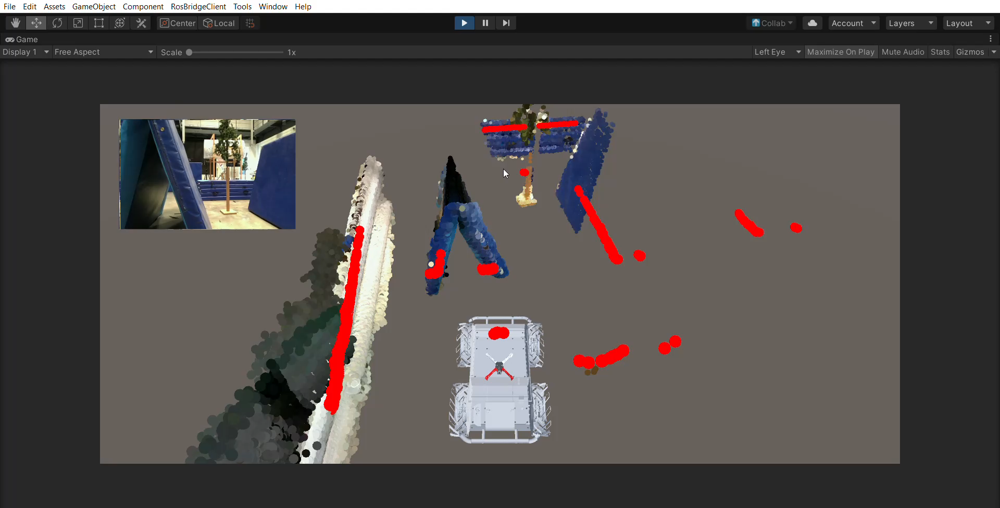 File Edit Assets GameObject Component RosBridgeClient Tools Window Help
Center Local Collab Account Layers Layout
Game
Display 1 Free Aspect Scale 1x Left Eye Maximize On Play Mute Audio Stats Gizmos